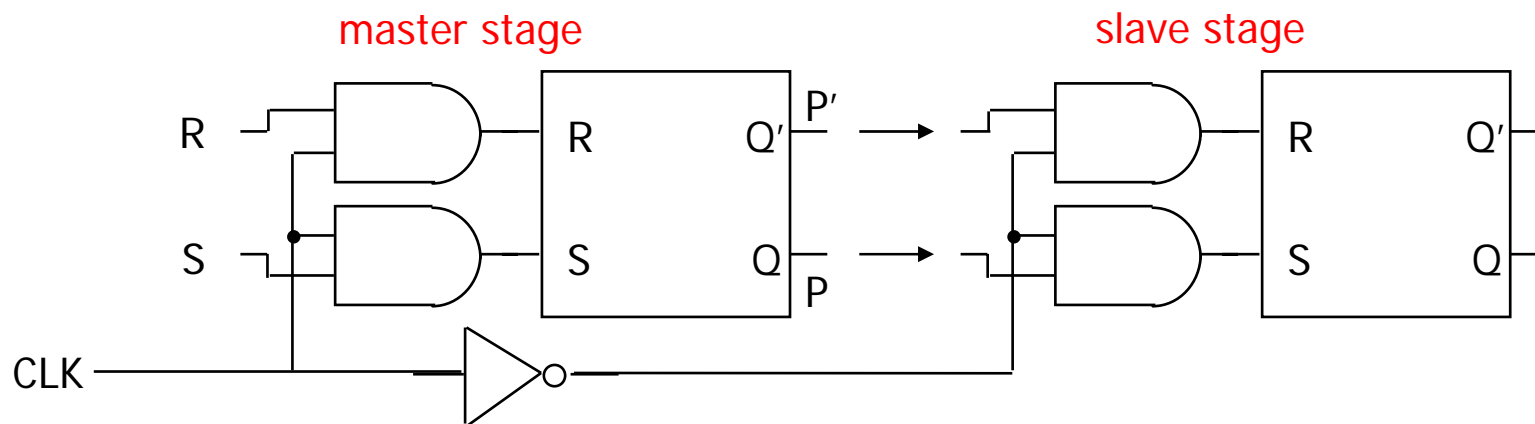 master stage slave stage
P'
R R Q' R Q'
S S Q S Q
P
CLK